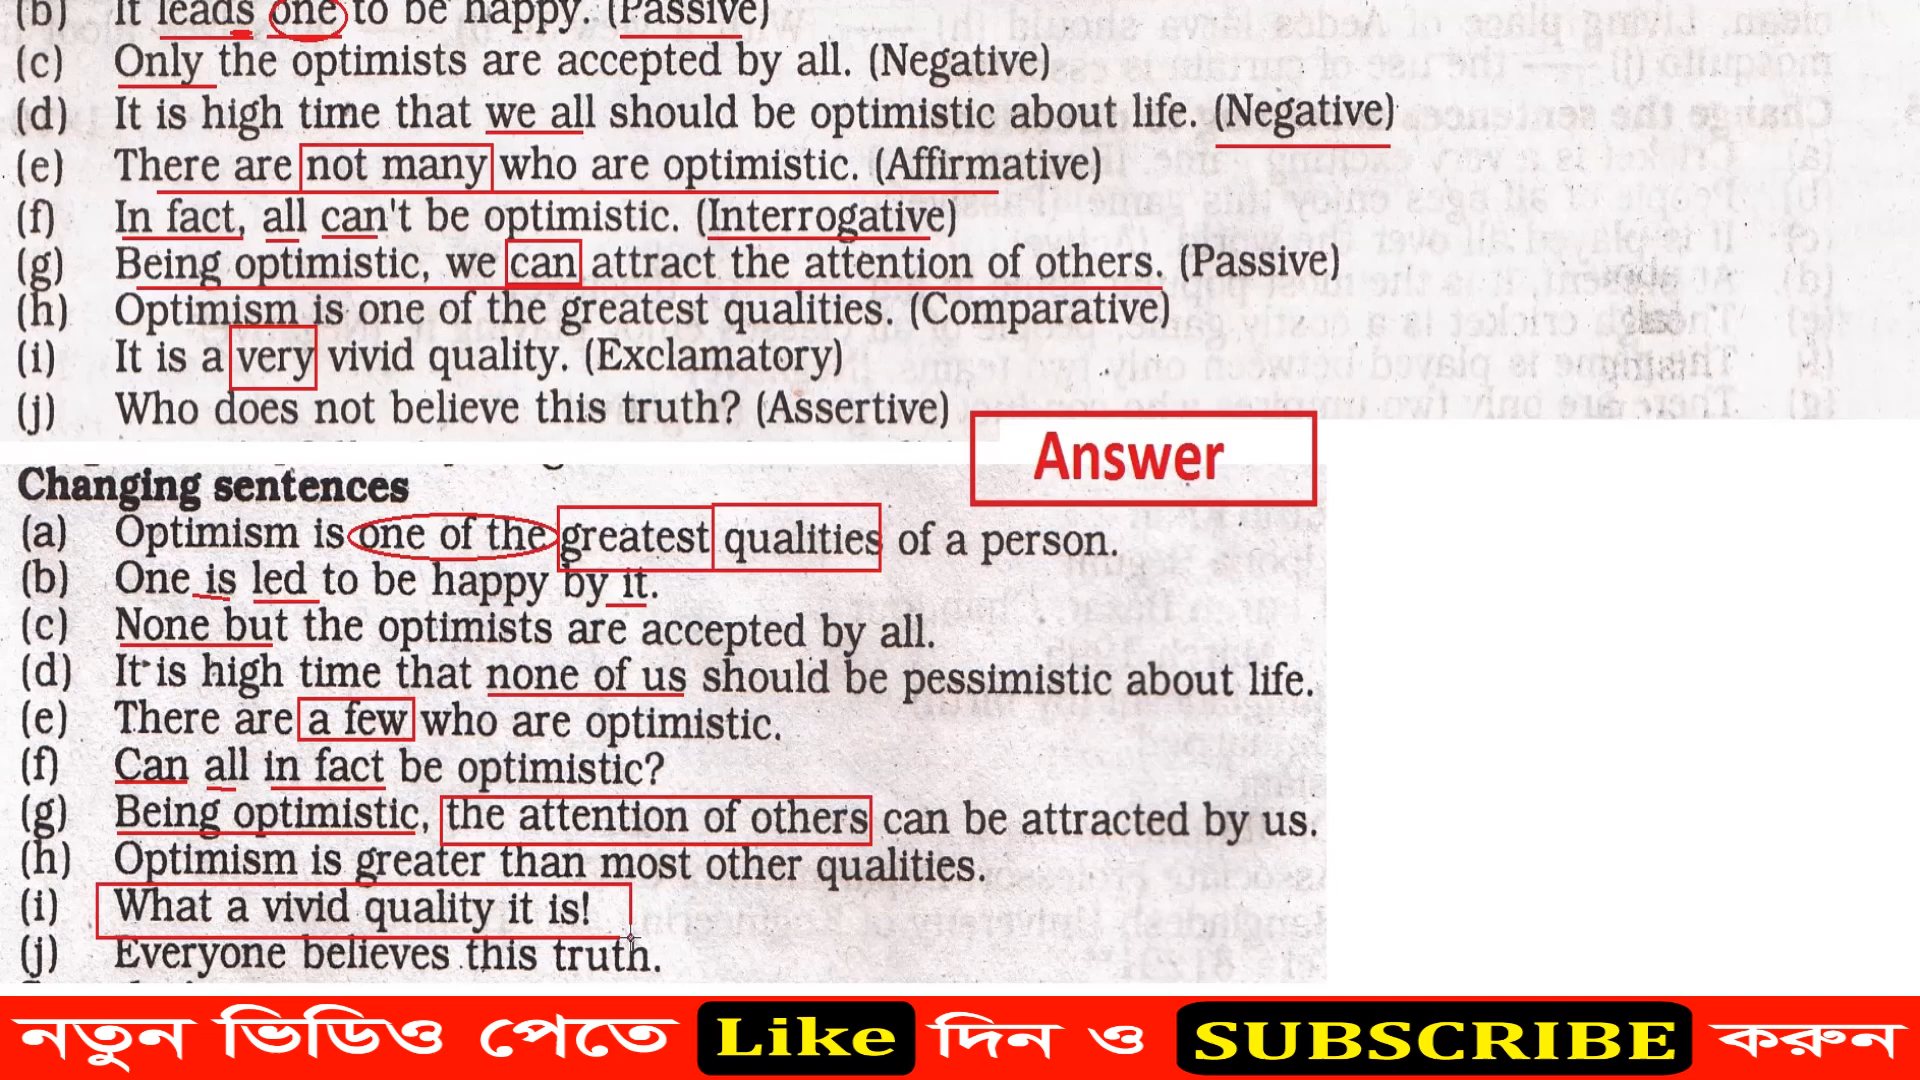 (b) It leads one to be happy. (Passive)
(c) Only the optimists are accepted by all. (Negative)
(d) It is high time that we all should be optimistic about life. (Negative)
(e) There are not many who are optimistic. (Affirmative)
(f) In fact, all can't be optimistic. (Interrogative)
(g) Being optimistic, we can attract the attention of others. (Passive)
(h) Optimism is one of the greatest qualities. (Comparative)
(i) It is a very vivid quality. (Exclamatory)
(j) Who does not believe this truth? (Assertive)
Answer
Changing sentences
(a) Optimism is one of the greatest qualities of a person.
(b) One is led to be happy by it.
(c) None but the optimists are accepted by all.
(d) It is high time that none of us should be pessimistic about life.
(e) There are a few who are optimistic.
(f) Can all in fact be optimistic?
(g) Being optimistic, the attention of others can be attracted by us.
(h) Optimism is greater than most other qualities.
(i) What a vivid quality it is!
(j) Everyone believes this truth.
নতুন ভিডিও পেতে Like দিন ও SUBSCRIBE করুন